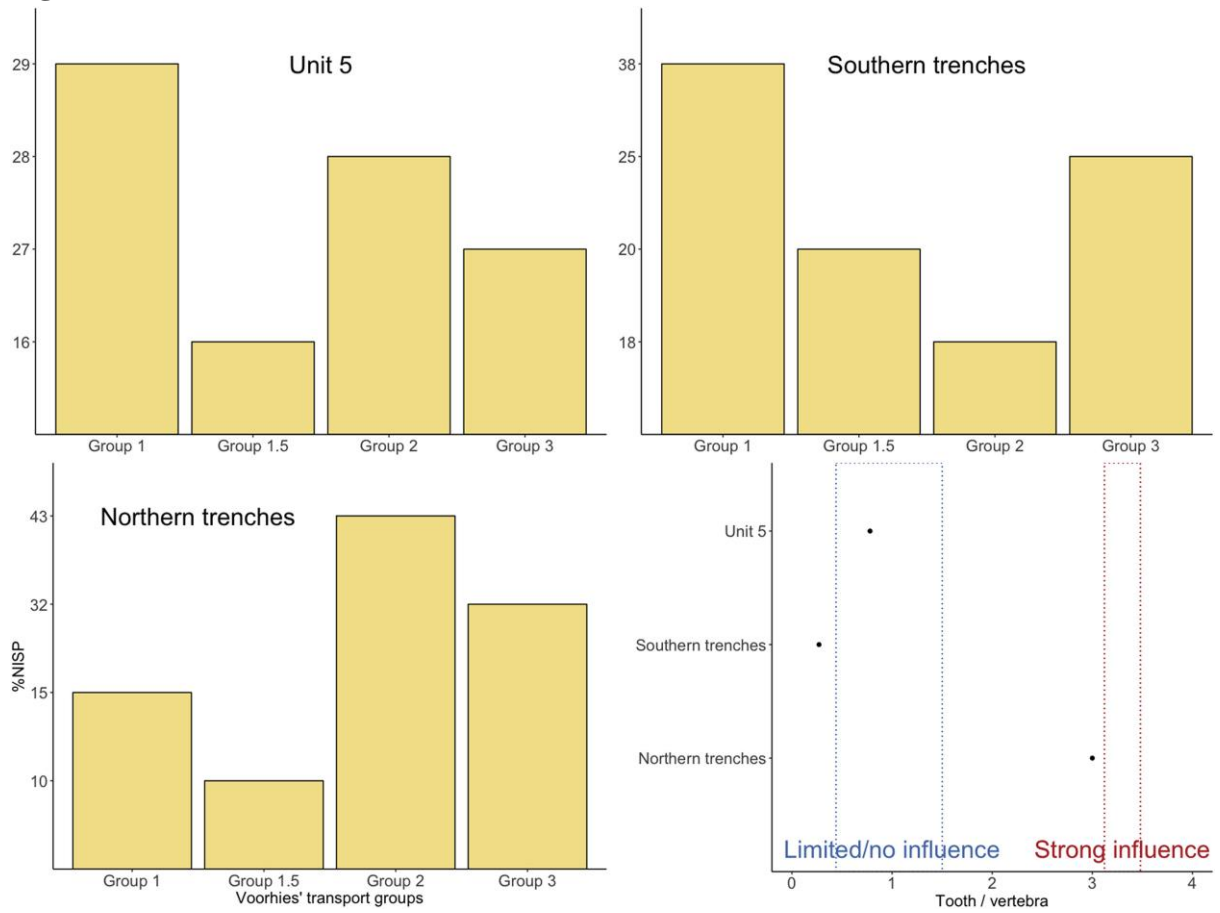 Unit 5
29
28
27
16
Group 1
Group 1.5
Group 2
Group 3
Southern trenches
38
25
20
18
Group 1
Group 1.5
Group 2
Group 3
Northern trenches
%NISP
43
32
15
10
Group 1
Group 1.5
Group 2
Group 3
Voorhies' transport groups
Unit 5
Southern trenches
Northern trenches
Limited/no influence
Strong influence
0
1
2
3
4
Tooth / vertebra